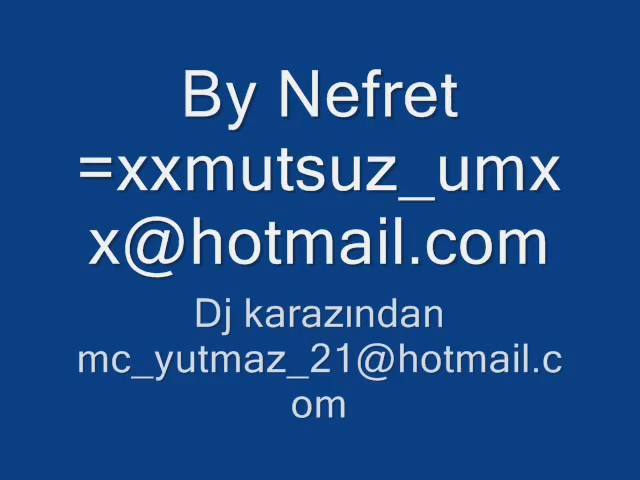 By Nefret
=xxmutsuz_umx
x@hotmail.com
Dj karazından
mc_yutmaz_21@hotmail.c
om